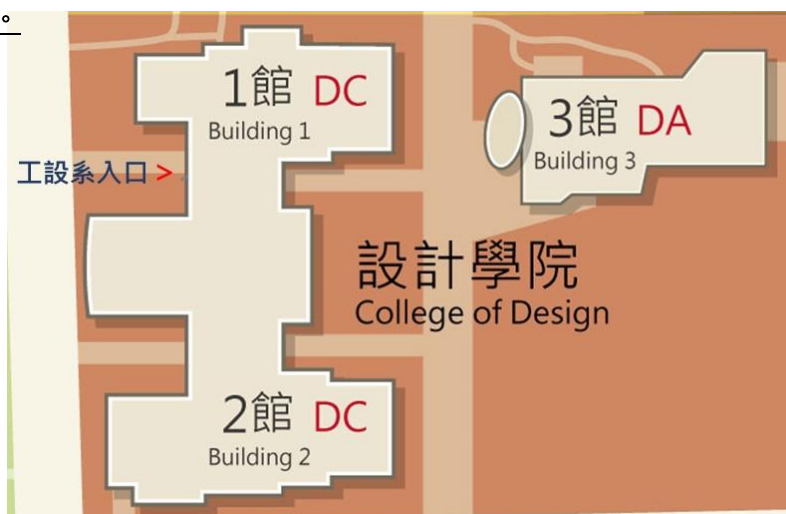 。
1館 DC
Building 1
3館 DA
Building 3
工設系入口 >
設計學院
College of Design
2館 DC
Building 2